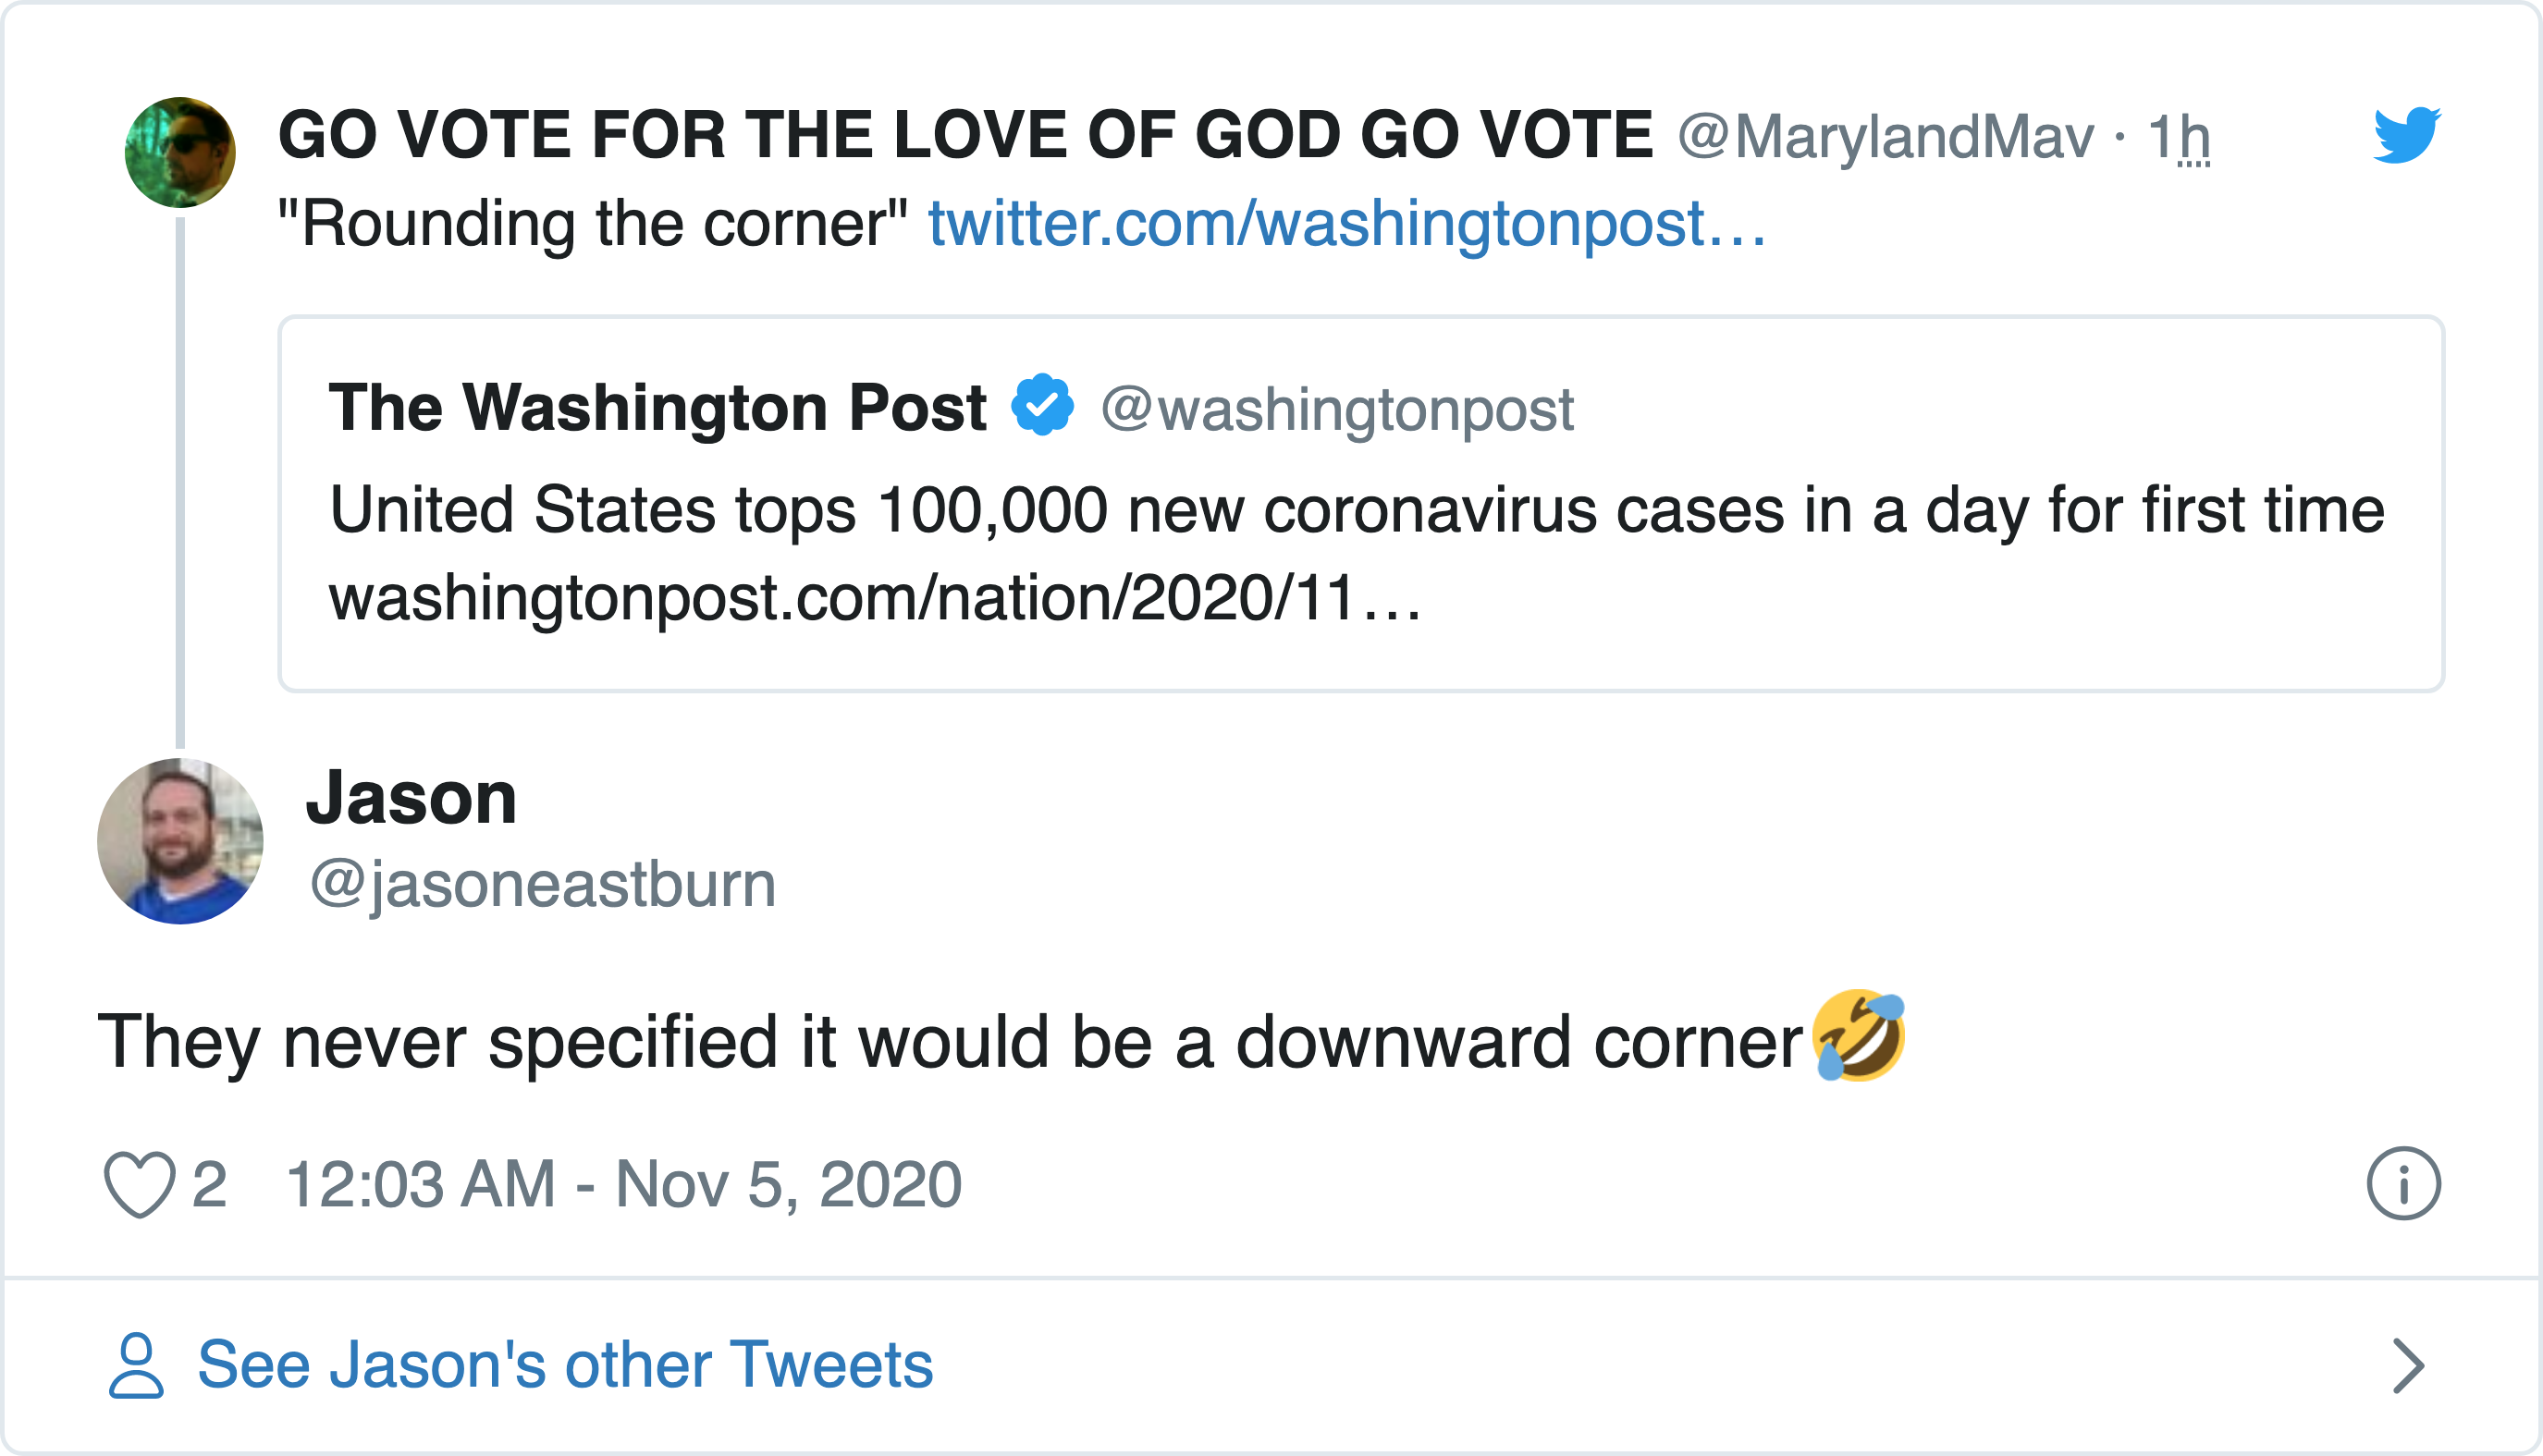 GO VOTE FOR THE LOVE OF GOD GO VOTE @MarylandMav · 1h
"Rounding the corner" twitter.com/washingtonpost…
The Washington Post @washingtonpost
United States tops 100,000 new coronavirus cases in a day for first time
washingtonpost.com/nation/2020/11…
Jason
@jasoneastburn
They never specified it would be a downward corner🤣
2 12:03 AM - Nov 5, 2020
See Jason's other Tweets